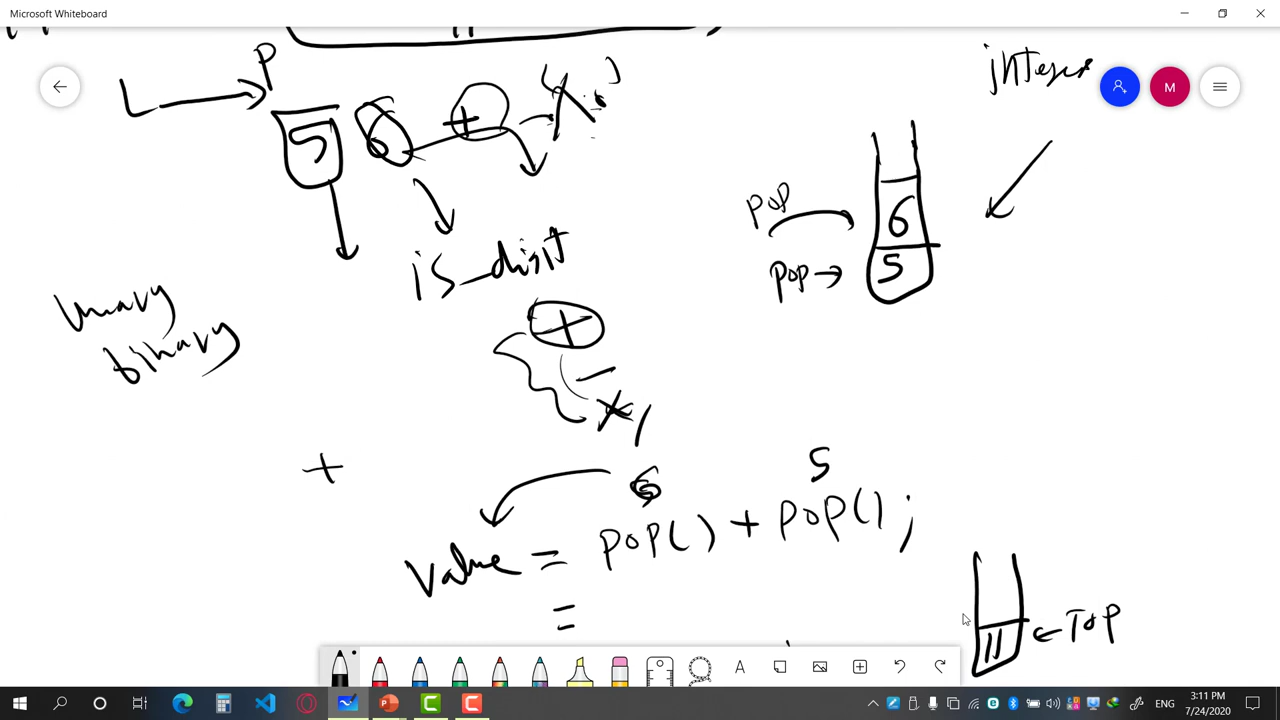 Microsoft Whiteboard
P
integer
M
5 6 +
6
5
POP
POP →
is_digit
+
-
×
/
Unary
binary
+
6
5
Value = POP() + POP();
=
11
← TOP
A
ENG
3:11 PM
7/24/2020